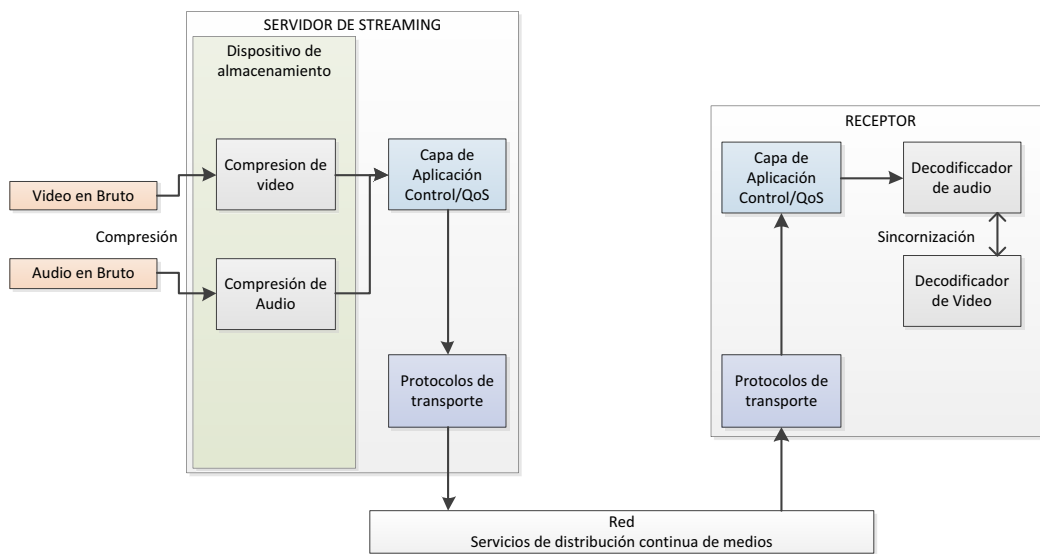 SERVIDOR DE STREAMING
Dispositivo de
almacenamiento
Compresion de
video
Capa de
Aplicación
Control/QoS
Video en Bruto
Compresión
Audio en Bruto
Compresión de
Audio
Protocolos de
transporte
RECEPTOR
Capa de
Aplicación
Control/QoS
Decodificcador
de audio
Sincornización
Decodificador
de Video
Protocolos de
transporte
Red
Servicios de distribución continua de medios